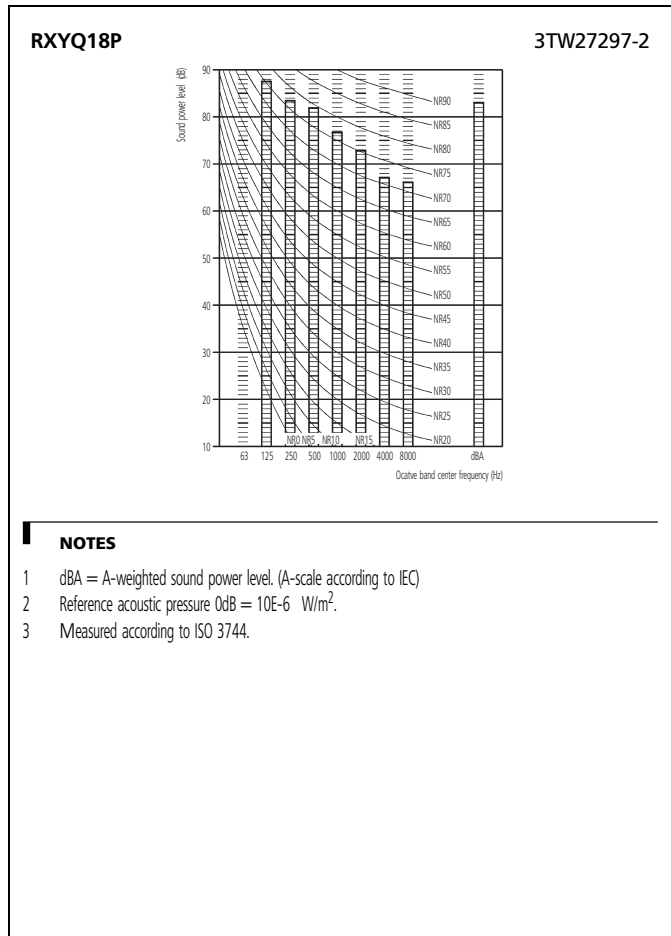 RXYQ18P 3TW27297-2
Sound power level (dB)
90
80
70
60
50
40
30
20
10
NR90
NR85
NR80
NR75
NR70
NR65
NR60
NR55
NR50
NR45
NR40
NR35
NR30
NR25
NR20
NR0 NR5 NR10 NR15
63 125 250 500 1000 2000 4000 8000 dBA
Ocatve band center frequency (Hz)
NOTES
1 dBA = A-weighted sound power level. (A-scale according to IEC)
2 Reference acoustic pressure 0dB = 10E-6 W/m².
3 Measured according to ISO 3744.